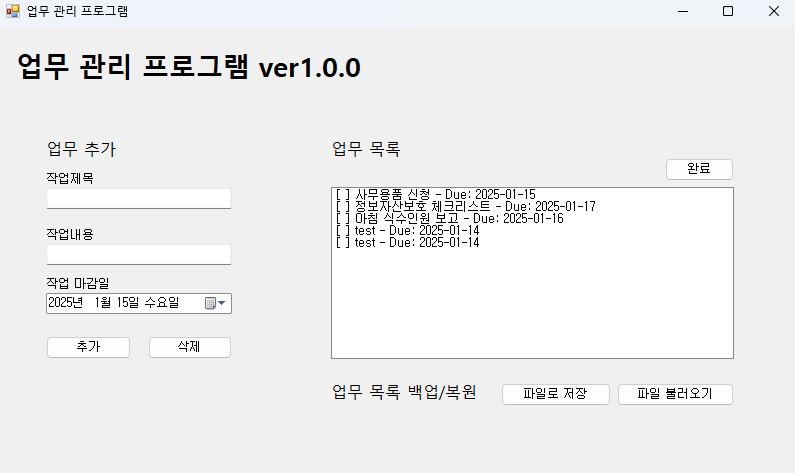 업무 관리 프로그램
업무 관리 프로그램 ver1.0.0
업무 추가
작업제목
작업내용
작업 마감일
2025년 1월 15일 수요일
추가
삭제
업무 목록
완료
[ ] 사무용품 신청 - Due: 2025-01-15
[ ] 정보자산보호 체크리스트 - Due: 2025-01-17
[ ] 아침 식수인원 보고 - Due: 2025-01-16
[ ] test - Due: 2025-01-14
[ ] test - Due: 2025-01-14
업무 목록 백업/복원
파일로 저장
파일 불러오기